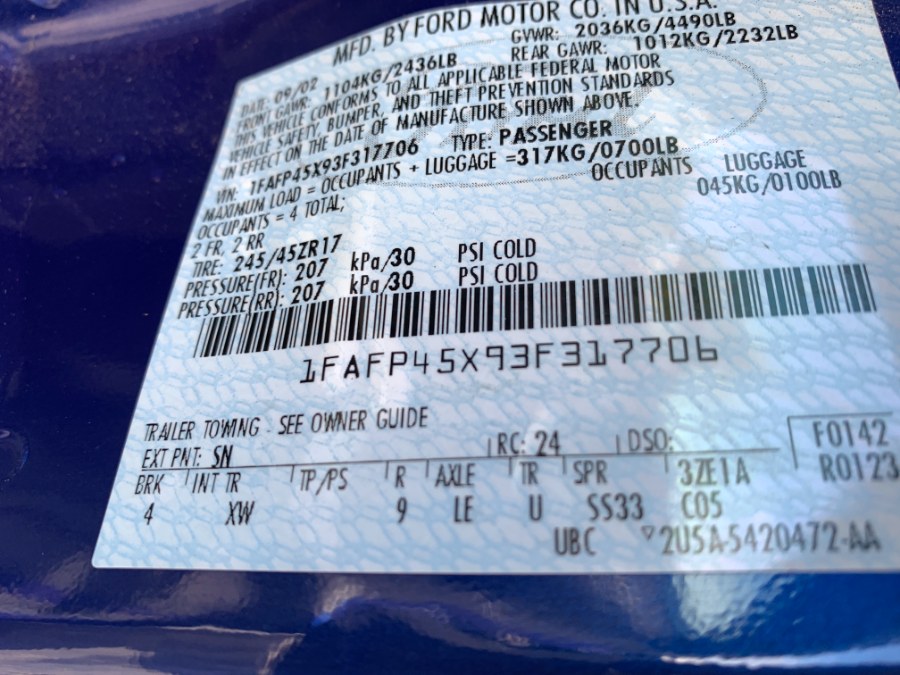 MFD. BY FORD MOTOR CO. IN U.S.A.
DATE: 09/02 GVWR: 2036KG/4490LB
FRONT GAWR: 1104KG/2436LB REAR GAWR: 1012KG/2232LB
THIS VEHICLE CONFORMS TO ALL APPLICABLE FEDERAL MOTOR
VEHICLE SAFETY, BUMPER, AND THEFT PREVENTION STANDARDS
IN EFFECT ON THE DATE OF MANUFACTURE SHOWN ABOVE.
VIN: 1FAFP45X93F317706 TYPE: PASSENGER
MAXIMUM LOAD = OCCUPANTS + LUGGAGE =317KG/0700LB
OCCUPANTS = 4 TOTAL; OCCUPANTS LUGGAGE
2 FR, 2 RR 045KG/0100LB
TIRE: 245/45ZR17
PRESSURE(FR): 207 kPa/30 PSI COLD
PRESSURE(RR): 207 kPa/30 PSI COLD
1FAFP45X93F317706
TRAILER TOWING - SEE OWNER GUIDE
EXT PNT: SN RC: 24 DSO: F0142
BRK INT TR TP/PS R AXLE TR SPR 3ZE1A R0123
4 XW 9 LE U SS33 C05
UBC ▽2U5A-5420472-AA